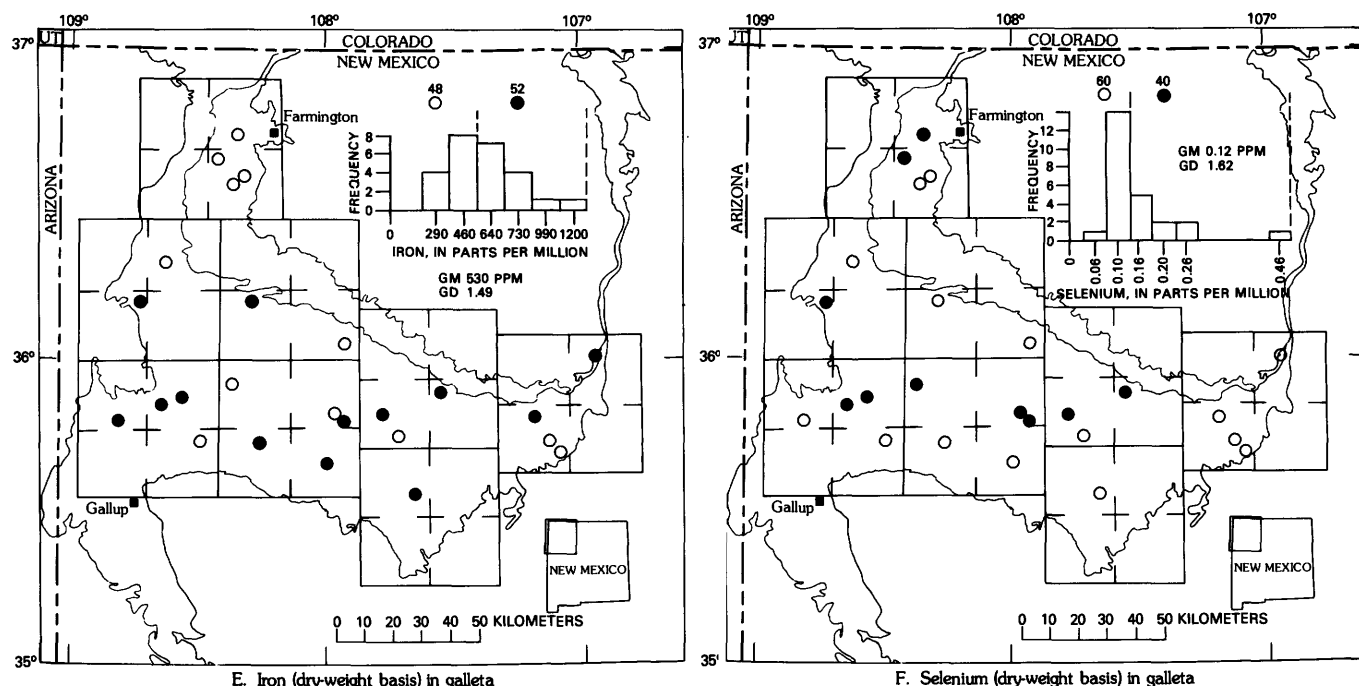 109° 108° 107°
37°
UT
COLORADO
NEW MEXICO
ARIZONA
Farmington
48 52
FREQUENCY
8
6
4
2
0
0 290 460 640 730 990 1200
IRON, IN PARTS PER MILLION
GM 530 PPM
GD 1.49
36°
Gallup
NEW MEXICO
0 10 20 30 40 50 KILOMETERS
35°
E. Iron (dry-weight basis) in galleta
109° 108° 107°
37°
UT
COLORADO
NEW MEXICO
ARIZONA
Farmington
60 40
FREQUENCY
12
10
8
6
4
2
0
GM 0.12 PPM
GD 1.62
0 0.06 0.10 0.16 0.20 0.26 0.46
SELENIUM, IN PARTS PER MILLION
36°
Gallup
NEW MEXICO
0 10 20 30 40 50 KILOMETERS
35°
F. Selenium (dry-weight basis) in galleta